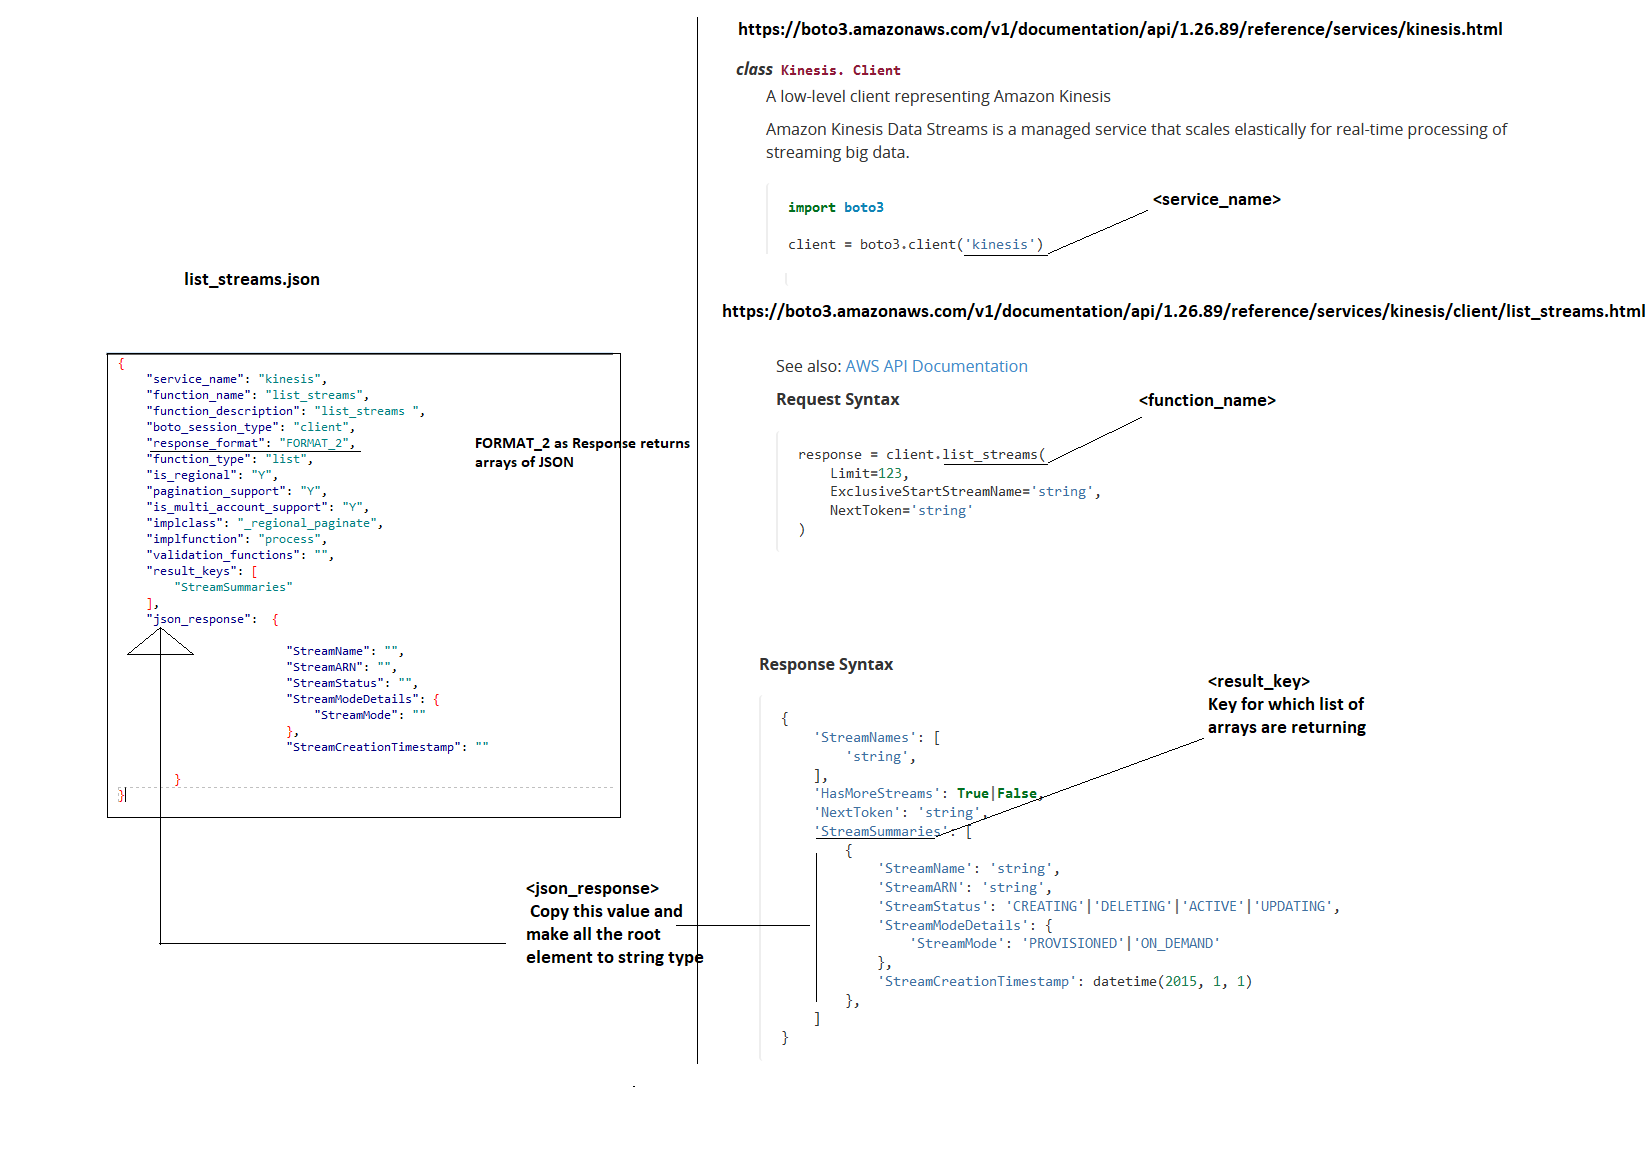 list_streams.json
{
"service_name": "kinesis",
"function_name": "list_streams",
"function_description": "list_streams ",
"boto_session_type": "client",
"response_format": "FORMAT_2",
"function_type": "list",
"is_regional": "Y",
"pagination_support": "Y",
"is_multi_account_support": "Y",
"implclass": "_regional_paginate",
"implfunction": "process",
"validation_functions": "",
"result_keys": [
"StreamSummaries"
],
"json_response":  {
"StreamName": "",
"StreamARN": "",
"StreamStatus": "",
"StreamModeDetails": {
"StreamMode": ""
},
"StreamCreationTimestamp": ""
}
}
FORMAT_2 as Response returns
arrays of JSON
<json_response>
Copy this value and
make all the root
element to string type
https://boto3.amazonaws.com/v1/documentation/api/1.26.89/reference/services/kinesis.html
class Kinesis. Client
A low-level client representing Amazon Kinesis
Amazon Kinesis Data Streams is a managed service that scales elastically for real-time processing of
streaming big data.
import boto3
client = boto3.client('kinesis')
<service_name>
https://boto3.amazonaws.com/v1/documentation/api/1.26.89/reference/services/kinesis/client/list_streams.html
See also: AWS API Documentation
Request Syntax
<function_name>
response = client.list_streams(
Limit=123,
ExclusiveStartStreamName='string',
NextToken='string'
)
Response Syntax
<result_key>
Key for which list of
arrays are returning
{
'StreamNames': [
'string',
],
'HasMoreStreams': True|False,
'NextToken': 'string',
'StreamSummaries': [
{
'StreamName': 'string',
'StreamARN': 'string',
'StreamStatus': 'CREATING'|'DELETING'|'ACTIVE'|'UPDATING',
'StreamModeDetails': {
'StreamMode': 'PROVISIONED'|'ON_DEMAND'
},
'StreamCreationTimestamp': datetime(2015, 1, 1)
},
]
}